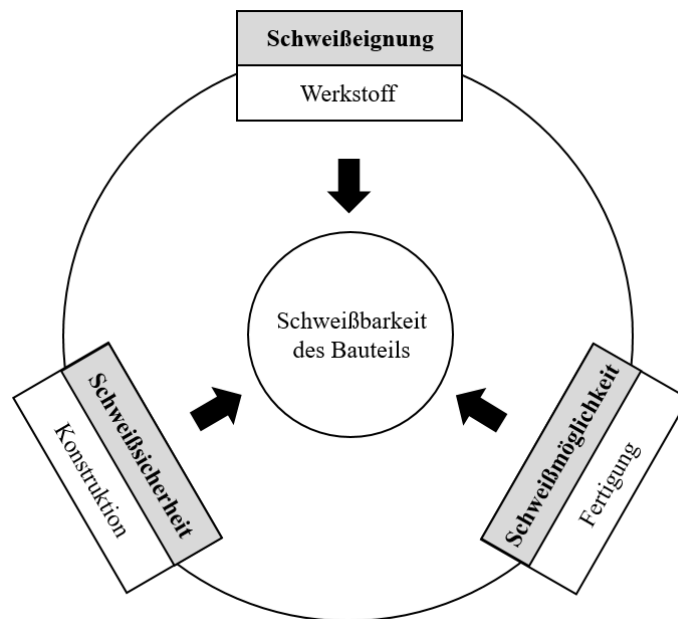 Schweißeignung
Werkstoff
Schweißbarkeit
des Bauteils
Schweißsicherheit
Konstruktion
Schweißmöglichkeit
Fertigung